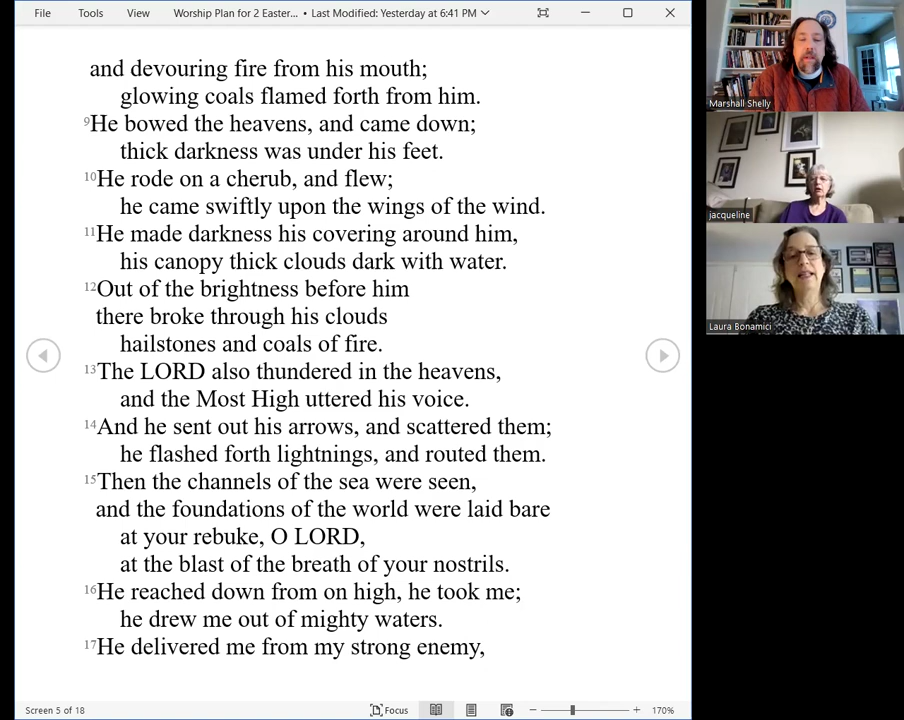 File Tools View Worship Plan for 2 Easter... • Last Modified: Yesterday at 6:41 PM
and devouring fire from his mouth;
glowing coals flamed forth from him.
9He bowed the heavens, and came down;
thick darkness was under his feet.
10He rode on a cherub, and flew;
he came swiftly upon the wings of the wind.
11He made darkness his covering around him,
his canopy thick clouds dark with water.
12Out of the brightness before him
there broke through his clouds
hailstones and coals of fire.
13The LORD also thundered in the heavens,
and the Most High uttered his voice.
14And he sent out his arrows, and scattered them;
he flashed forth lightnings, and routed them.
15Then the channels of the sea were seen,
and the foundations of the world were laid bare
at your rebuke, O LORD,
at the blast of the breath of your nostrils.
16He reached down from on high, he took me;
he drew me out of mighty waters.
17He delivered me from my strong enemy,
Screen 5 of 18 Focus 170%
Marshall Shelly
jacqueline
Laura Bonamici